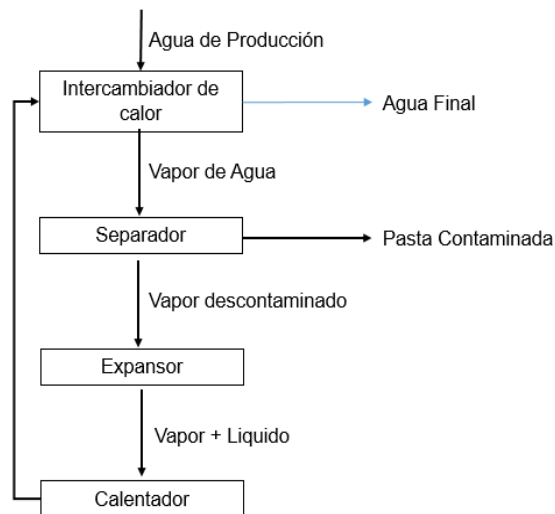 Agua de Producción
Intercambiador de
calor
Agua Final
Vapor de Agua
Separador
Pasta Contaminada
Vapor descontaminado
Expansor
Vapor + Liquido
Calentador